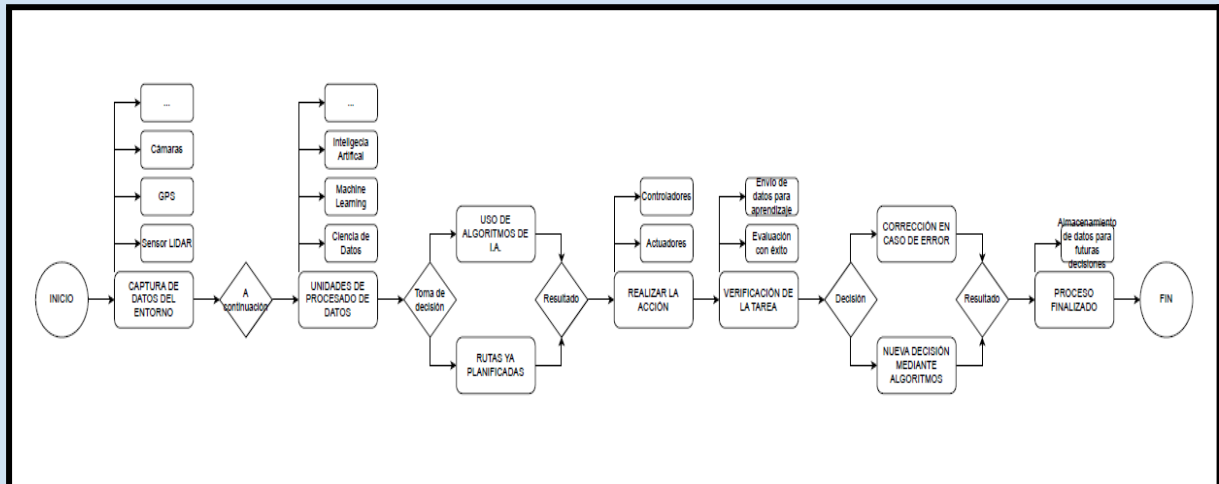 ...
Cámaras
GPS
Sensor LIDAR
INICIO
CAPTURA DE
DATOS DEL
ENTORNO
A
continuación
...
Inteligecia
Artifical
Machine
Learning
Ciencia de
Datos
UNIDADES DE
PROCESADO DE
DATOS
Toma de
decisión
USO DE
ALGORITMOS DE
I.A.
RUTAS YA
PLANIFICADAS
Resultado
Controladores
Actuadores
REALIZAR LA
ACCIÓN
Envío de
datos para
aprendizaje
Evaluación
con éxito
VERIFICACIÓN DE
LA TAREA
Decisión
CORRECCIÓN EN
CASO DE ERROR
NUEVA DECISIÓN
MEDIANTE
ALGORITMOS
Resultado
Almacenamiento
de datos para
futuras
decisiones
PROCESO
FINALIZADO
FIN